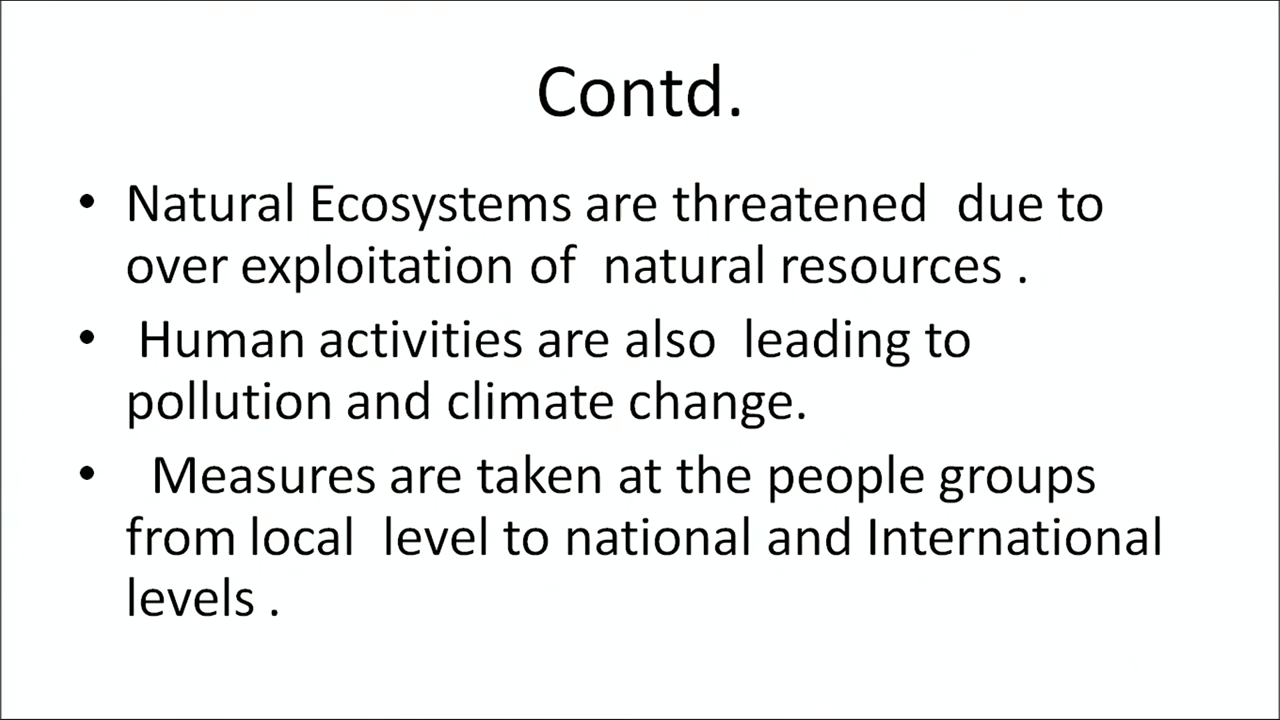 Contd.
• Natural Ecosystems are threatened  due to
over exploitation of  natural resources .
•  Human activities are also  leading to
pollution and climate change.
•   Measures are taken at the people groups
from local  level to national and International
levels .